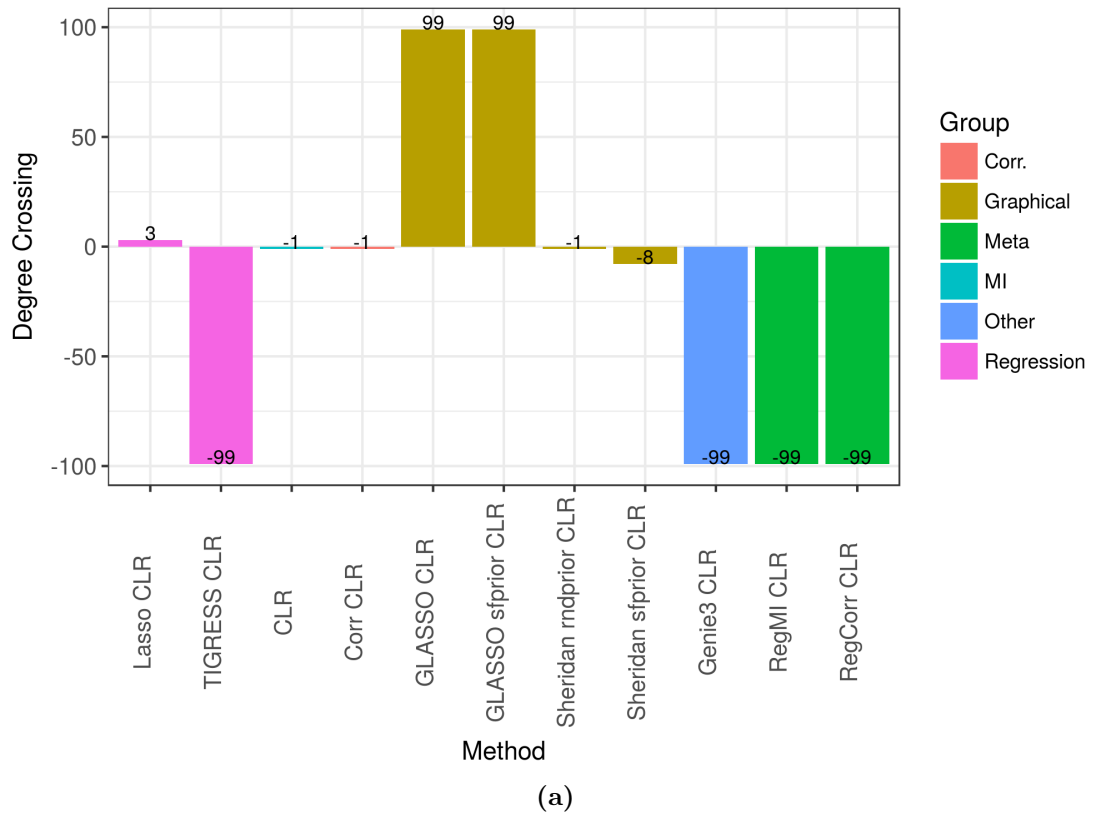 100
50
0
-50
-100
Degree Crossing
3
-99
-1
-1
99
99
-1
-8
-99
-99
-99
Lasso CLR
TIGRESS CLR
CLR
Corr CLR
GLASSO CLR
GLASSO sfprior CLR
Sheridan rndprior CLR
Sheridan sfprior CLR
Genie3 CLR
RegMI CLR
RegCorr CLR
Method
Group
Corr.
Graphical
Meta
MI
Other
Regression
(a)